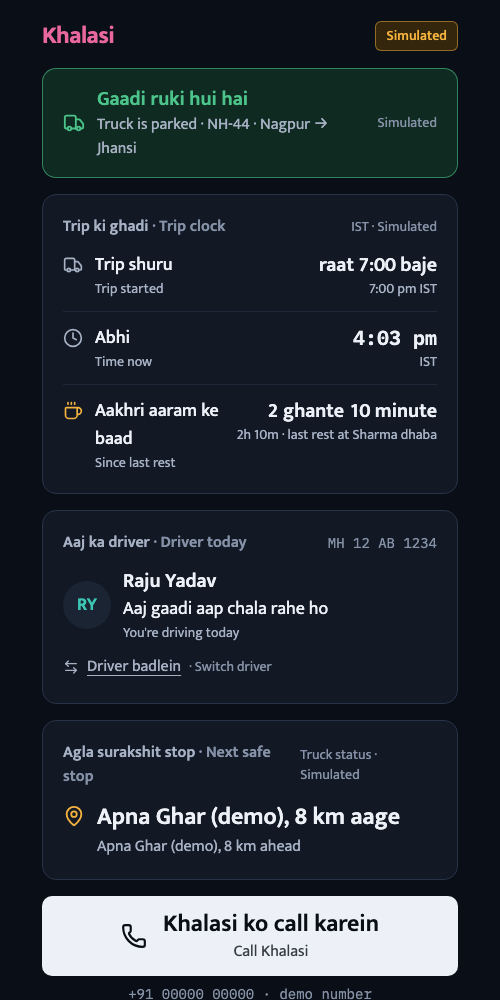 Khalasi
Simulated
Gaadi ruki hui hai
Truck is parked · NH-44 · Nagpur →
Jhansi
Simulated
Trip ki ghadi · Trip clock
IST · Simulated
Trip shuru
raat 7:00 baje
Trip started
7:00 pm IST
Abhi
4:03 pm
Time now
IST
Aakhri aaram ke
baad
2 ghante 10 minute
2h 10m · last rest at Sharma dhaba
Since last rest
Aaj ka driver · Driver today
MH 12 AB 1234
RY
Raju Yadav
Aaj gaadi aap chala rahe ho
You're driving today
Driver badlein · Switch driver
Agla surakshit stop · Next safe
stop
Truck status ·
Simulated
Apna Ghar (demo), 8 km aage
Apna Ghar (demo), 8 km ahead
Khalasi ko call karein
Call Khalasi
+91 00000 00000 · demo number